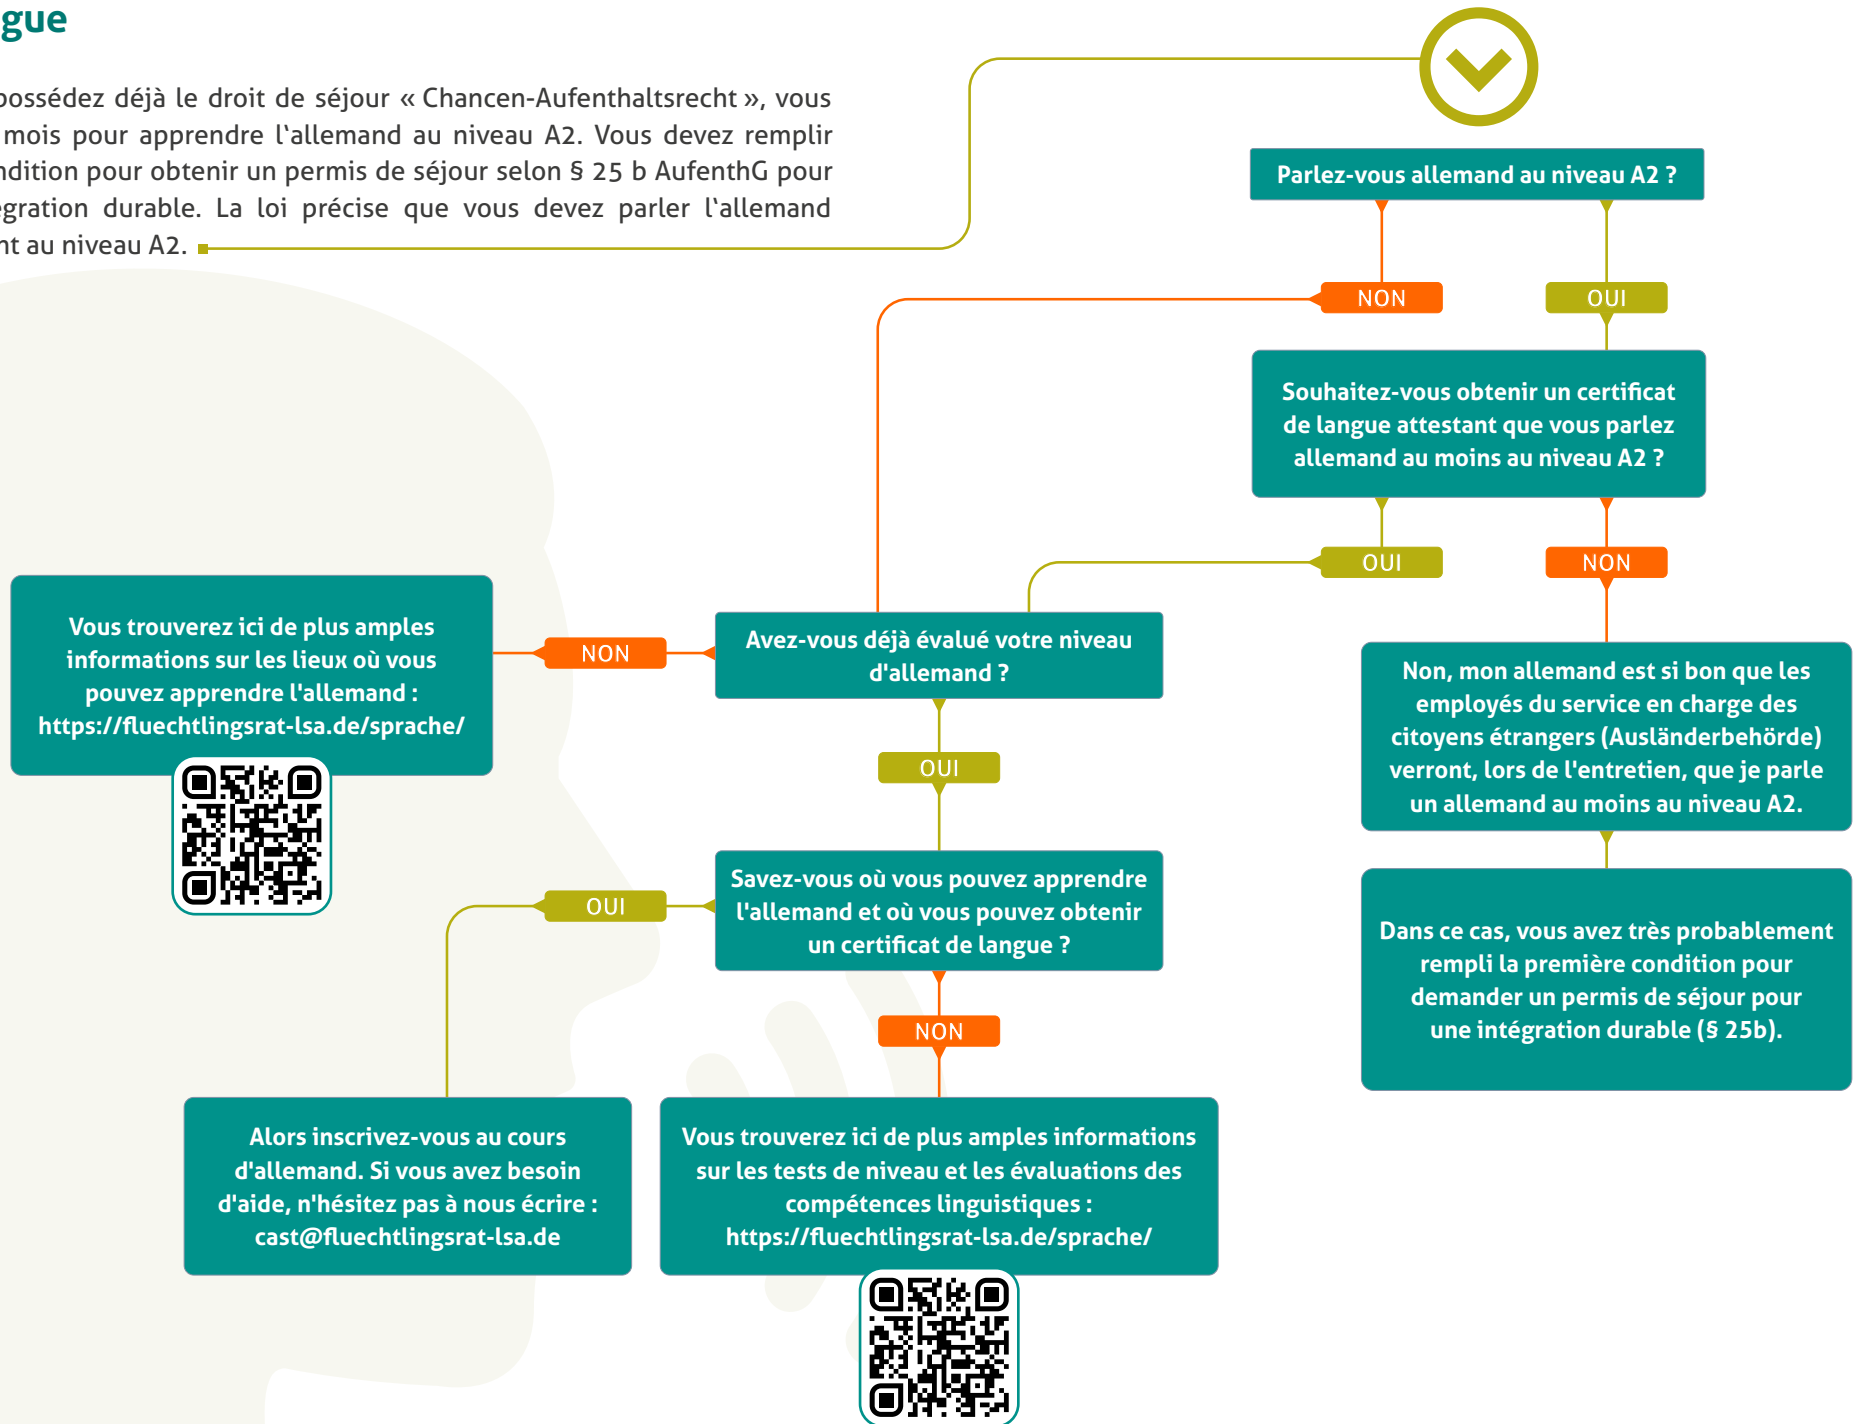 gue
possédez déjà le droit de séjour « Chancen-Aufenthaltsrecht », vous
mois pour apprendre l‘allemand au niveau A2. Vous devez remplir
ndition pour obtenir un permis de séjour selon § 25 b AufenthG pour
égration durable. La loi précise que vous devez parler l‘allemand
nt au niveau A2.
Parlez-vous allemand au niveau A2 ?
NON
OUI
Souhaitez-vous obtenir un certificat
de langue attestant que vous parlez
allemand au moins au niveau A2 ?
OUI
NON
Vous trouverez ici de plus amples
informations sur les lieux où vous
pouvez apprendre l'allemand :
https://fluechtlingsrat-lsa.de/sprache/
NON
Avez-vous déjà évalué votre niveau
d'allemand ?
Non, mon allemand est si bon que les
employés du service en charge des
citoyens étrangers (Ausländerbehörde)
verront, lors de l'entretien, que je parle
un allemand au moins au niveau A2.
OUI
Savez-vous où vous pouvez apprendre
l'allemand et où vous pouvez obtenir
un certificat de langue ?
OUI
NON
Dans ce cas, vous avez très probablement
rempli la première condition pour
demander un permis de séjour pour
une intégration durable (§ 25b).
Alors inscrivez-vous au cours
d'allemand. Si vous avez besoin
d'aide, n'hésitez pas à nous écrire :
cast@fluechtlingsrat-lsa.de
Vous trouverez ici de plus amples informations
sur les tests de niveau et les évaluations des
compétences linguistiques :
https://fluechtlingsrat-lsa.de/sprache/